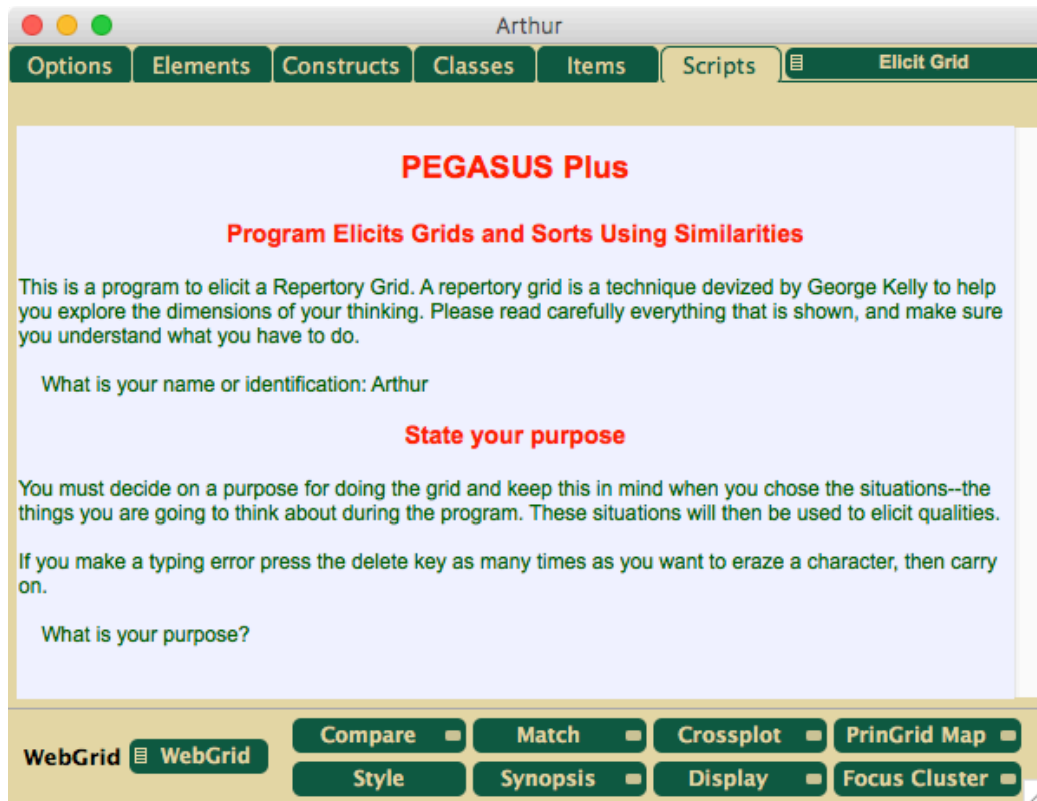 Arthur
Options Elements Constructs Classes Items Scripts Elicit Grid
PEGASUS Plus
Program Elicits Grids and Sorts Using Similarities
This is a program to elicit a Repertory Grid. A repertory grid is a technique devized by George Kelly to help
you explore the dimensions of your thinking. Please read carefully everything that is shown, and make sure
you understand what you have to do.
What is your name or identification: Arthur
State your purpose
You must decide on a purpose for doing the grid and keep this in mind when you chose the situations--the
things you are going to think about during the program. These situations will then be used to elicit qualities.
If you make a typing error press the delete key as many times as you want to eraze a character, then carry
on.
What is your purpose?
WebGrid WebGrid
Compare Match Crossplot PrinGrid Map
Style Synopsis Display Focus Cluster